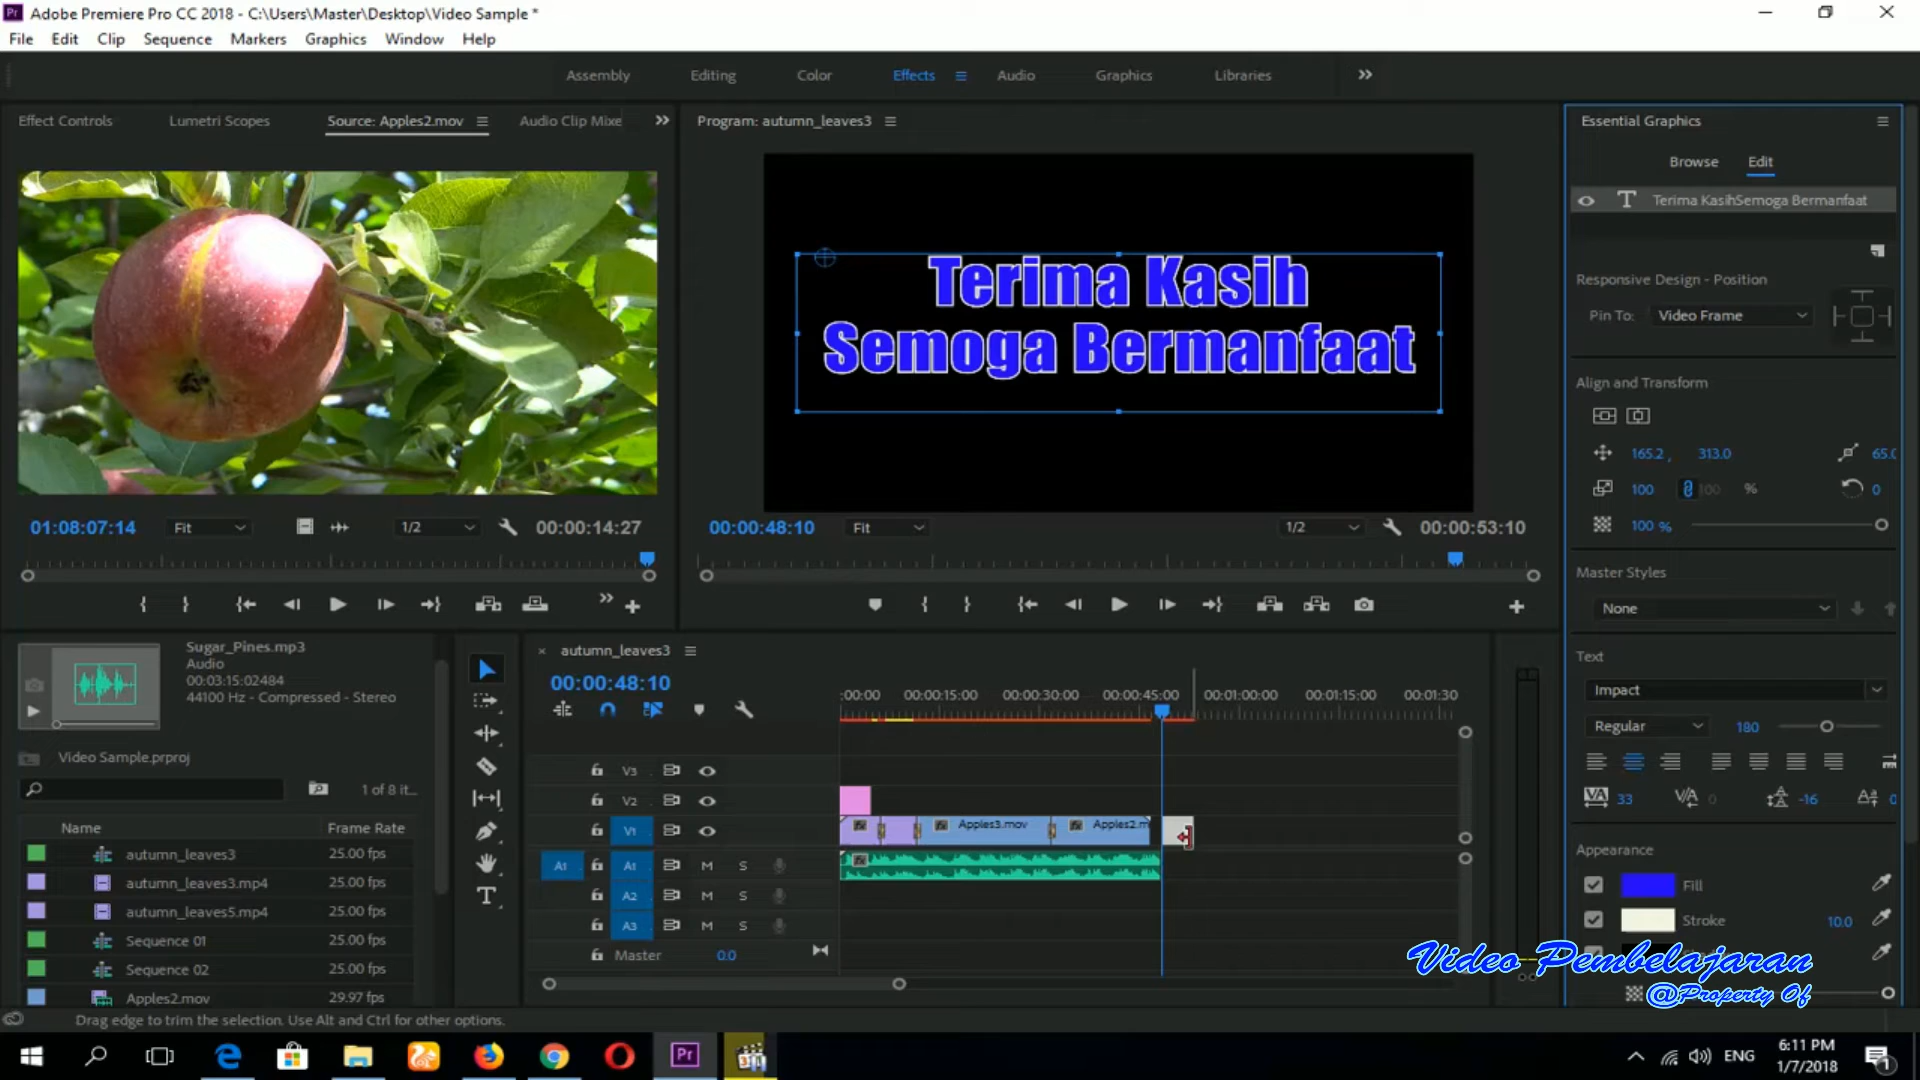 Adobe Premiere Pro CC 2018 - C:\Users\Master\Desktop\Video Sample *
File Edit Clip Sequence Markers Graphics Window Help
Assembly Editing Color Effects Audio Graphics Libraries
Effect Controls Lumetri Scopes Source: Apples2.mov Audio Clip Mixe
Program: autumn_leaves3
Essential Graphics
Browse Edit
Terima KasihSemoga Bermanfaat
Terima Kasih
Semoga Bermanfaat
Responsive Design - Position
Pin To: Video Frame
Align and Transform
165.2 , 313.0 65.0
100 100 % 0
100 %
01:08:07:14 Fit 1/2 00:00:14:27
00:00:48:10 Fit 1/2 00:00:53:10
Master Styles
None
Text
Impact
Regular 180
33 0 -16 0
Appearance
Fill
Stroke 10.0
Sugar_Pines.mp3
Audio
00:03:15:02484
44100 Hz - Compressed - Stereo
Video Sample.prproj
1 of 8 it...
Name Frame Rate
autumn_leaves3 25.00 fps
autumn_leaves3.mp4 25.00 fps
autumn_leaves5.mp4 25.00 fps
Sequence 01 25.00 fps
Sequence 02 25.00 fps
Apples2.mov 29.97 fps
autumn_leaves3
00:00:48:10
:00:00 00:00:15:00 00:00:30:00 00:00:45:00 00:01:00:00 00:01:15:00 00:01:30
V3
V2
V1 Apples3.mov Apples2.m
A1 A1 M S
A2 M S
A3 M S
Master 0.0
Video Pembelajaran
@Property Of
Drag edge to trim the selection. Use Alt and Ctrl for other options.
Pr
ENG
6:11 PM
1/7/2018
1